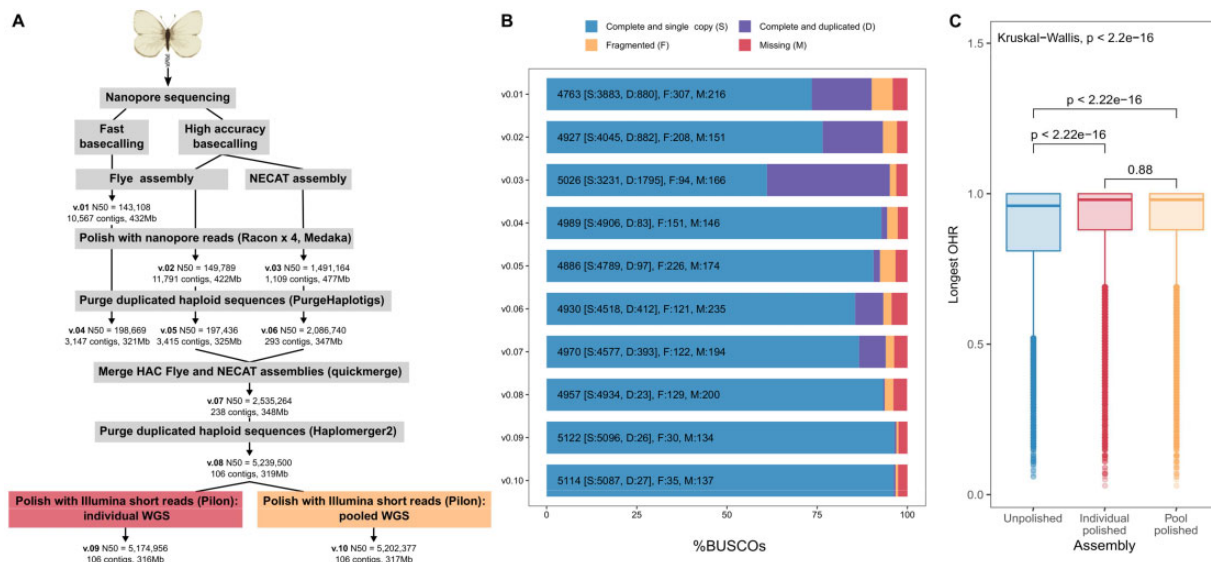 A
Nanopore sequencing
Fast
basecalling
High accuracy
basecalling
Flye assembly
NECAT assembly
v.01 N50 = 143,108
10,567 contigs, 432Mb
Polish with nanopore reads (Racon x 4, Medaka)
v.02 N50 = 149,789
11,791 contigs, 422Mb
v.03 N50 = 1,491,164
1,109 contigs, 477Mb
Purge duplicated haploid sequences (PurgeHaplotigs)
v.04 N50 = 198,669
3,147 contigs, 321Mb
v.05 N50 = 197,436
3,415 contigs, 325Mb
v.06 N50 = 2,086,740
293 contigs, 347Mb
Merge HAC Flye and NECAT assemblies (quickmerge)
v.07 N50 = 2,535,264
238 contigs, 348Mb
Purge duplicated haploid sequences (Haplomerger2)
v.08 N50 = 5,239,500
106 contigs, 319Mb
Polish with Illumina short reads (Pilon):
individual WGS
Polish with Illumina short reads (Pilon):
pooled WGS
v.09 N50 = 5,174,956
106 contigs, 316Mb
v.10 N50 = 5,202,377
106 contigs, 317Mb
B
Complete and single copy (S)
Complete and duplicated (D)
Fragmented (F)
Missing (M)
v0.01
4763 [S:3883, D:880], F:307, M:216
v0.02
4927 [S:4045, D:882], F:208, M:151
v0.03
5026 [S:3231, D:1795], F:94, M:166
v0.04
4989 [S:4906, D:83], F:151, M:146
v0.05
4886 [S:4789, D:97], F:226, M:174
v0.06
4930 [S:4518, D:412], F:121, M:235
v0.07
4970 [S:4577, D:393], F:122, M:194
v0.08
4957 [S:4934, D:23], F:129, M:200
v0.09
5122 [S:5096, D:26], F:30, M:134
v0.10
5114 [S:5087, D:27], F:35, M:137
0
25
50
75
100
%BUSCOs
C
Kruskal−Wallis, p < 2.2e−16
p < 2.22e−16
p < 2.22e−16
0.88
Longest OHR
1.5
1.0
0.5
0.0
Unpolished
Individual
polished
Pool
polished
Assembly